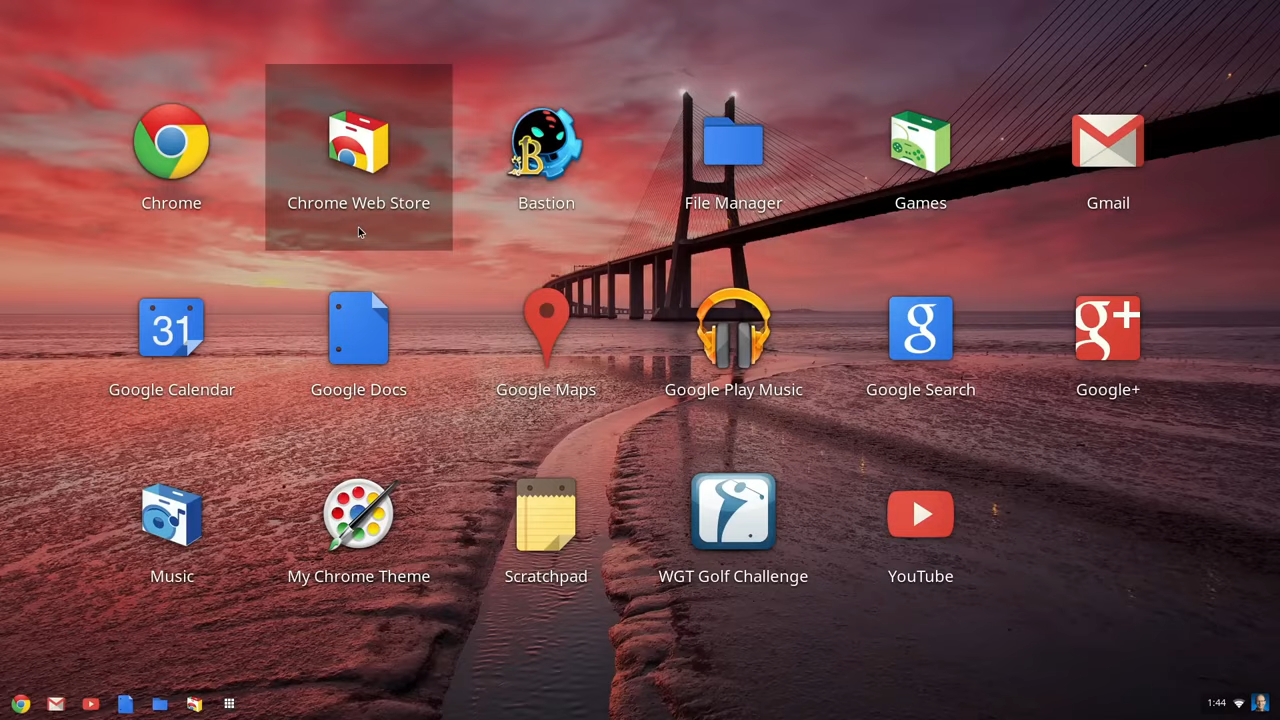 Chrome
Chrome Web Store
B
Bastion
File Manager
Games
Gmail
31
Google Calendar
Google Docs
Google Maps
Google Play Music
g
Google Search
g+
Google+
Music
My Chrome Theme
Scratchpad
WGT Golf Challenge
YouTube
1:44